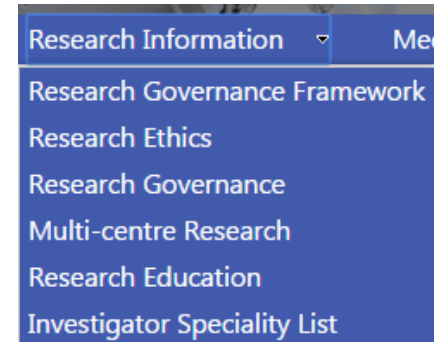 Research Information
Research Governance Framework
Research Ethics
Research Governance
Multi-centre Research
Research Education
Investigator Speciality List